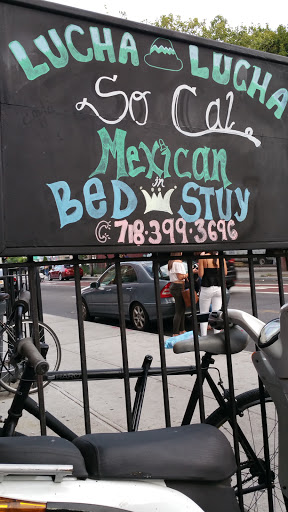 LUCHA LUCHA
So Cal.
Mexican
in
BED STUY
718.399.3696